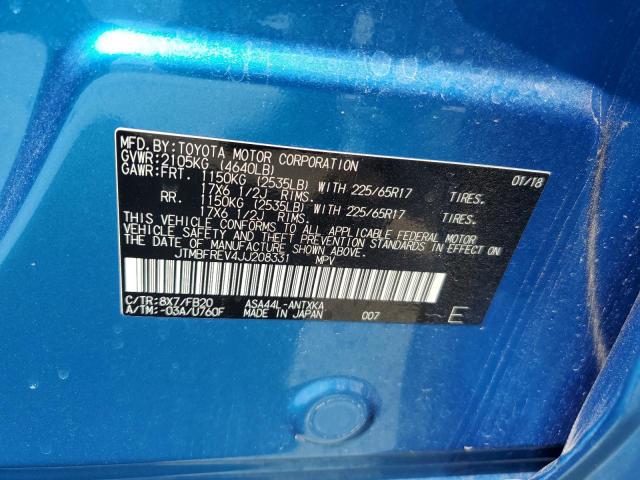 MFD.BY:TOYOTA MOTOR CORPORATION 01/18
GVWR:2105KG (4640LB)
GAWR:FRT. 1150KG (2535LB) WITH 225/65R17 TIRES.
17X6 1/2J RIMS.
RR. 1150KG (2535LB) WITH 225/65R17 TIRES.
17X6 1/2J RIMS.
THIS VEHICLE CONFORMS TO ALL APPLICABLE FEDERAL MOTOR
VEHICLE SAFETY STANDARDS IN EFFECT ON
THE DATE OF MANUFACTURE SHOWN ABOVE.
JTMBFREV4JJ208331 MPV
C/TR:8X7/FB20 ASA44L-ANTXKA
A/TM:-03A/U760F MADE IN JAPAN 007 E